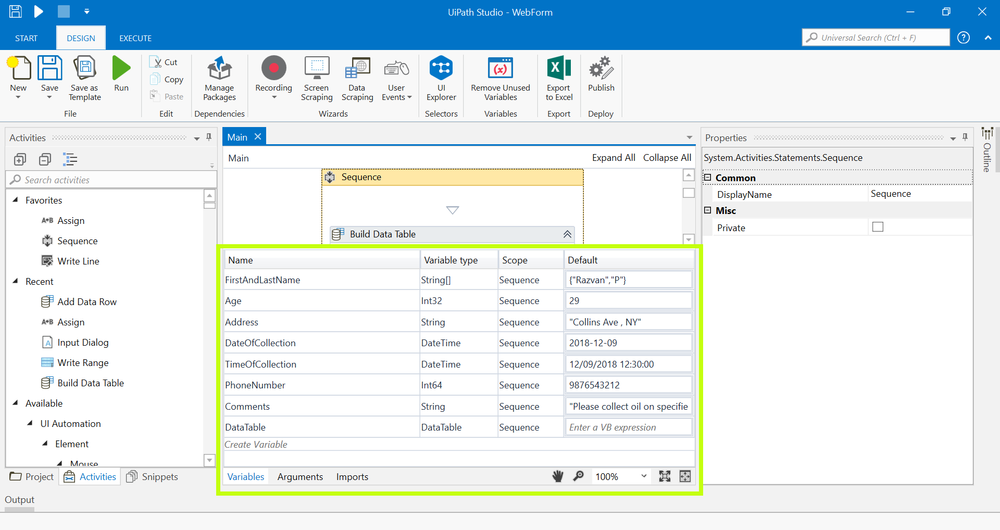 UiPath Studio - WebForm
START DESIGN EXECUTE Universal Search (Ctrl + F) ?
New Save Save as Template Run
Cut
Copy
Paste
Manage Packages Recording Screen Scraping Data Scraping User Events UI Explorer Remove Unused Variables Export to Excel Publish
File Edit Dependencies Wizards Selectors Variables Export Deploy
Activities
Search activities
Favorites
A←B Assign
Sequence
Write Line
Recent
Add Data Row
A←B Assign
A Input Dialog
Write Range
Build Data Table
Available
UI Automation
Element
Mouse
Project Activities Snippets
Output
Main
Main Expand All Collapse All
Sequence
Build Data Table
Name Variable type Scope Default
FirstAndLastName String[] Sequence {"Razvan","P"}
Age Int32 Sequence 29
Address String Sequence "Collins Ave , NY"
DateOfCollection DateTime Sequence 2018-12-09
TimeOfCollection DateTime Sequence 12/09/2018 12:30:00
PhoneNumber Int64 Sequence 9876543212
Comments String Sequence "Please collect oil on specifie
DataTable DataTable Sequence Enter a VB expression
Create Variable
Variables Arguments Imports 100%
Properties
System.Activities.Statements.Sequence
Common
DisplayName Sequence
Misc
Private
Outline